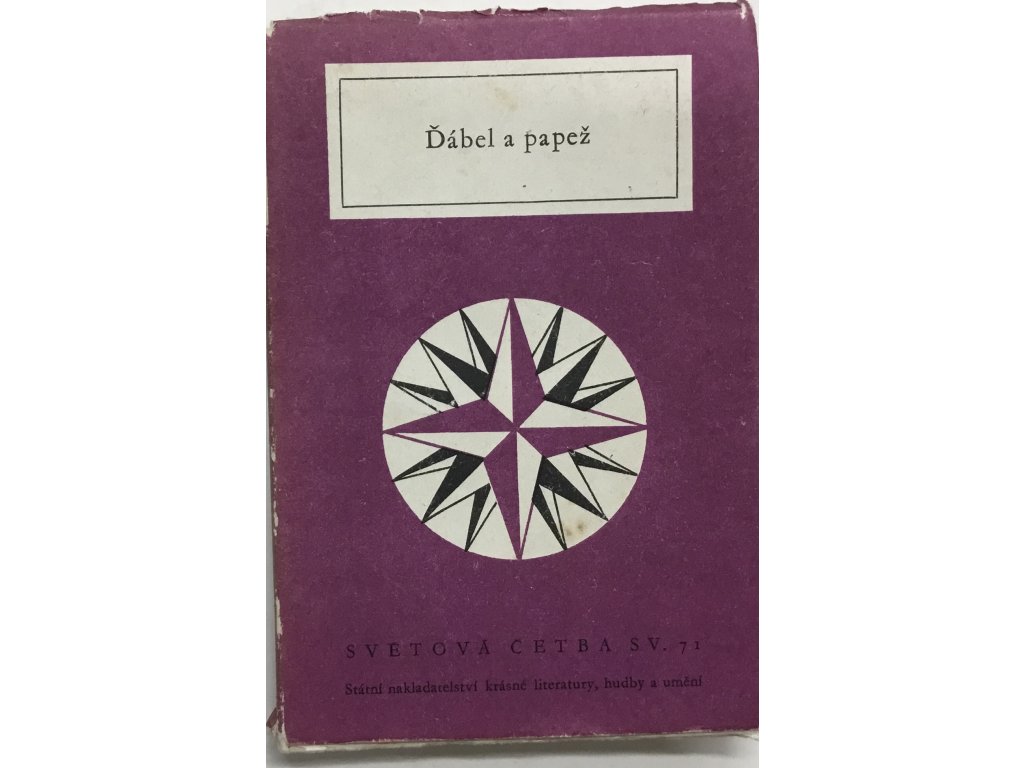 Ďábel a papež
SVĚTOVÁ ČETBA SV. 71
Státní nakladatelství krásné literatury, hudby a umění